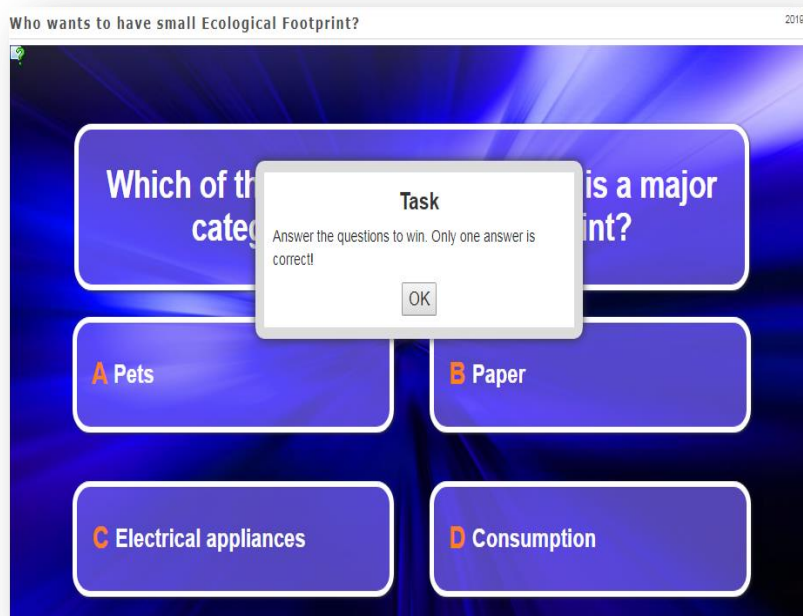 Who wants to have small Ecological Footprint?
2019
Which of th is a major
categ int?
Task
Answer the questions to win. Only one answer is
correct!
OK
A Pets
B Paper
C Electrical appliances
D Consumption